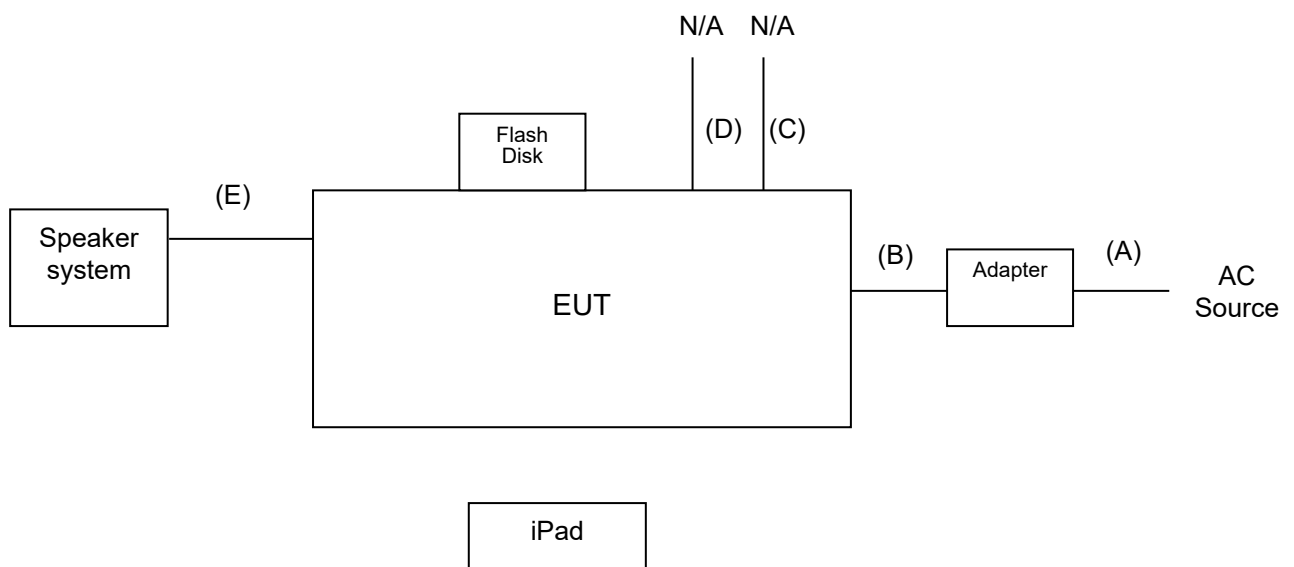 N/A N/A
Flash
Disk
(D) (C)
(E)
Speaker
system
(B)
Adapter
(A)
AC
Source
EUT
iPad